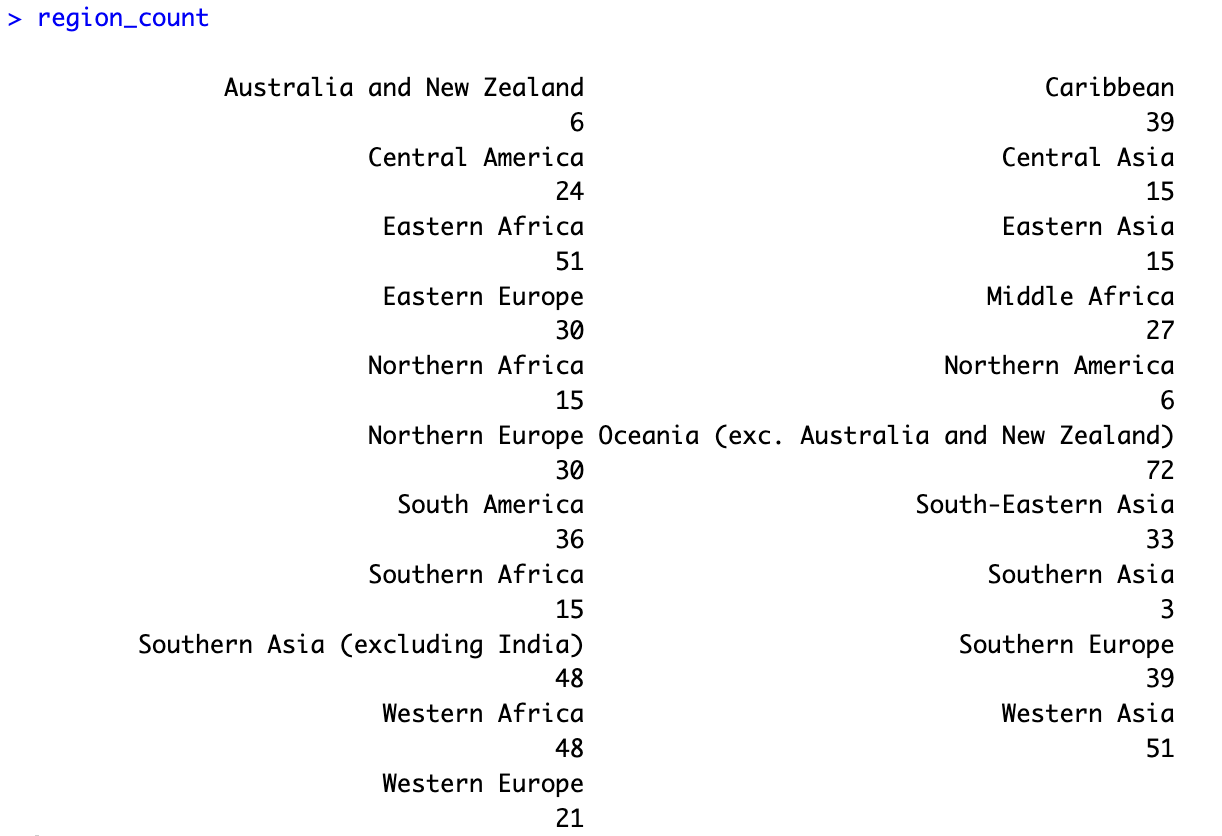 > region_count
Australia and New Zealand Caribbean
6 39
Central America Central Asia
24 15
Eastern Africa Eastern Asia
51 15
Eastern Europe Middle Africa
30 27
Northern Africa Northern America
15 6
Northern Europe Oceania (exc. Australia and New Zealand)
30 72
South America South-Eastern Asia
36 33
Southern Africa Southern Asia
15 3
Southern Asia (excluding India) Southern Europe
48 39
Western Africa Western Asia
48 51
Western Europe
21